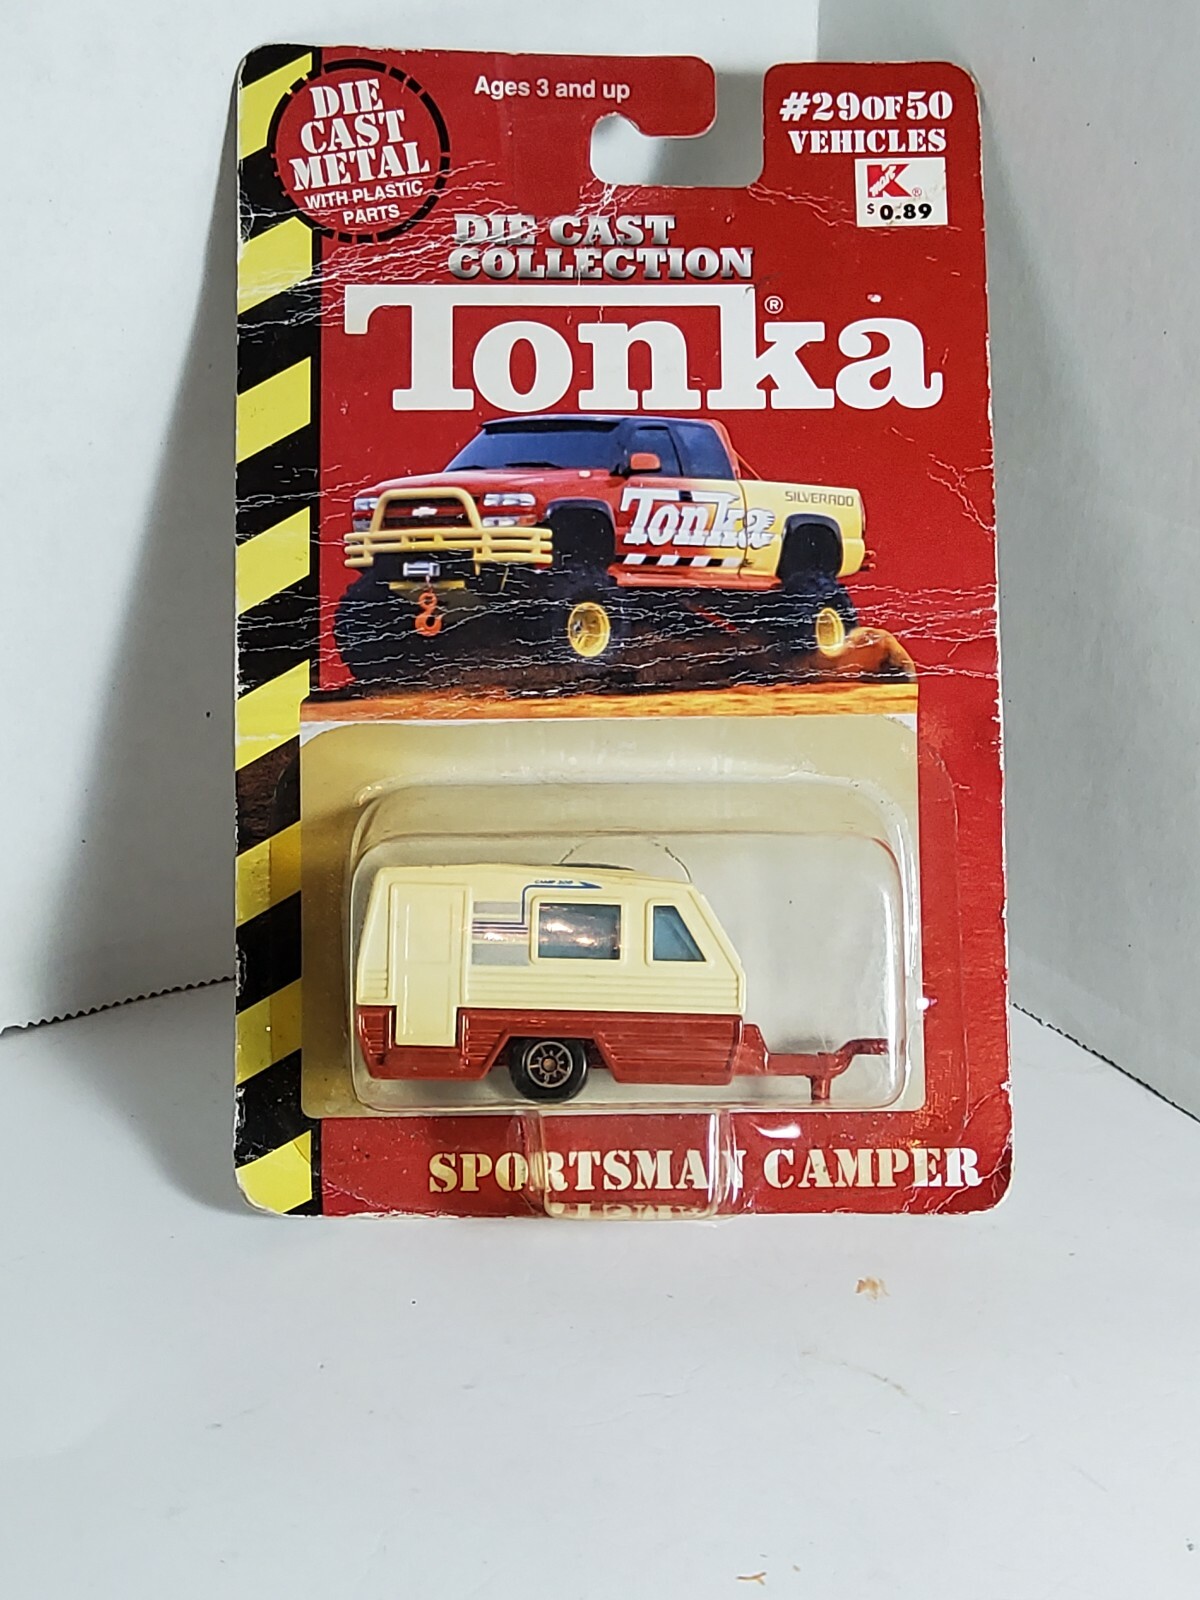 DIE
CAST
METAL
WITH PLASTIC
PARTS
Ages 3 and up
#29OF50
VEHICLES
Kmart®
$0.89
DIE CAST
COLLECTION
Tonka®
SILVERADO
Tonka
SPORTSMAN CAMPER